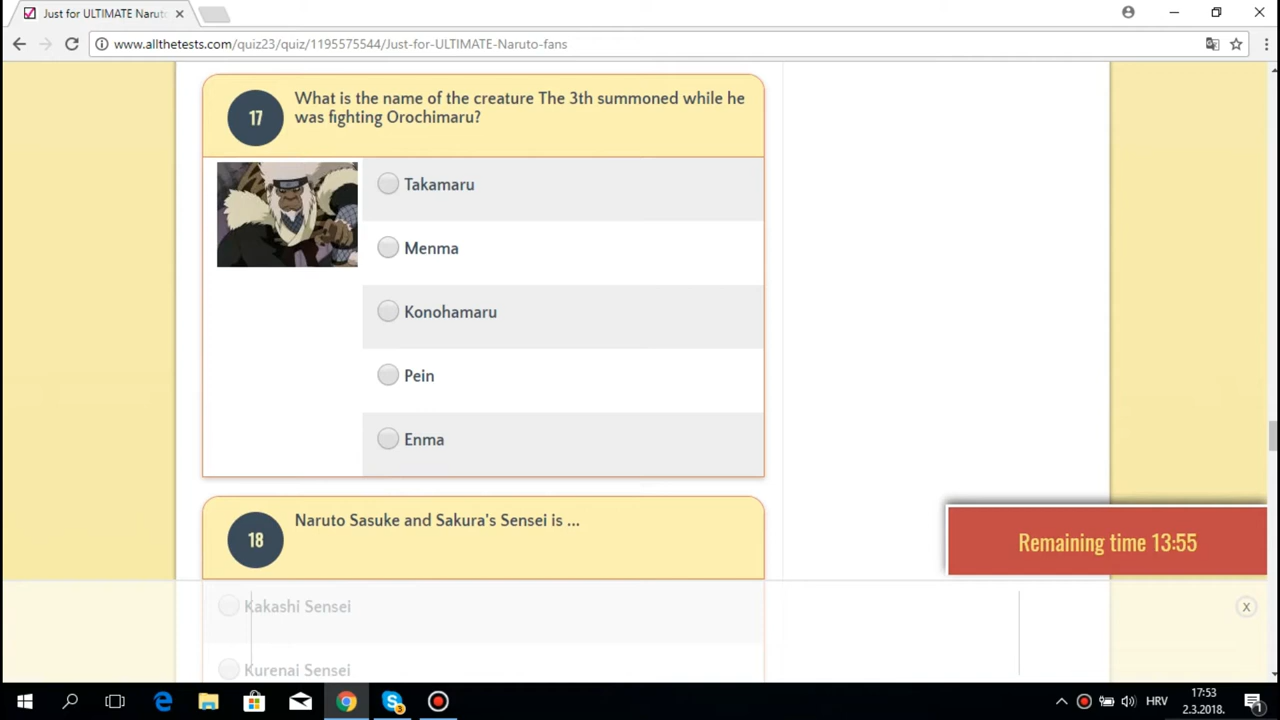 Just for ULTIMATE Naruto
www.allthetests.com/quiz23/quiz/1195575544/Just-for-ULTIMATE-Naruto-fans
17
What is the name of the creature The 3th summoned while he
was fighting Orochimaru?
Takamaru
Menma
Konohamaru
Pein
Enma
18
Naruto Sasuke and Sakura's Sensei is ...
Remaining time 13:55
Kakashi Sensei
X
Kurenai Sensei
3
HRV
17:53
2.3.2018.
1